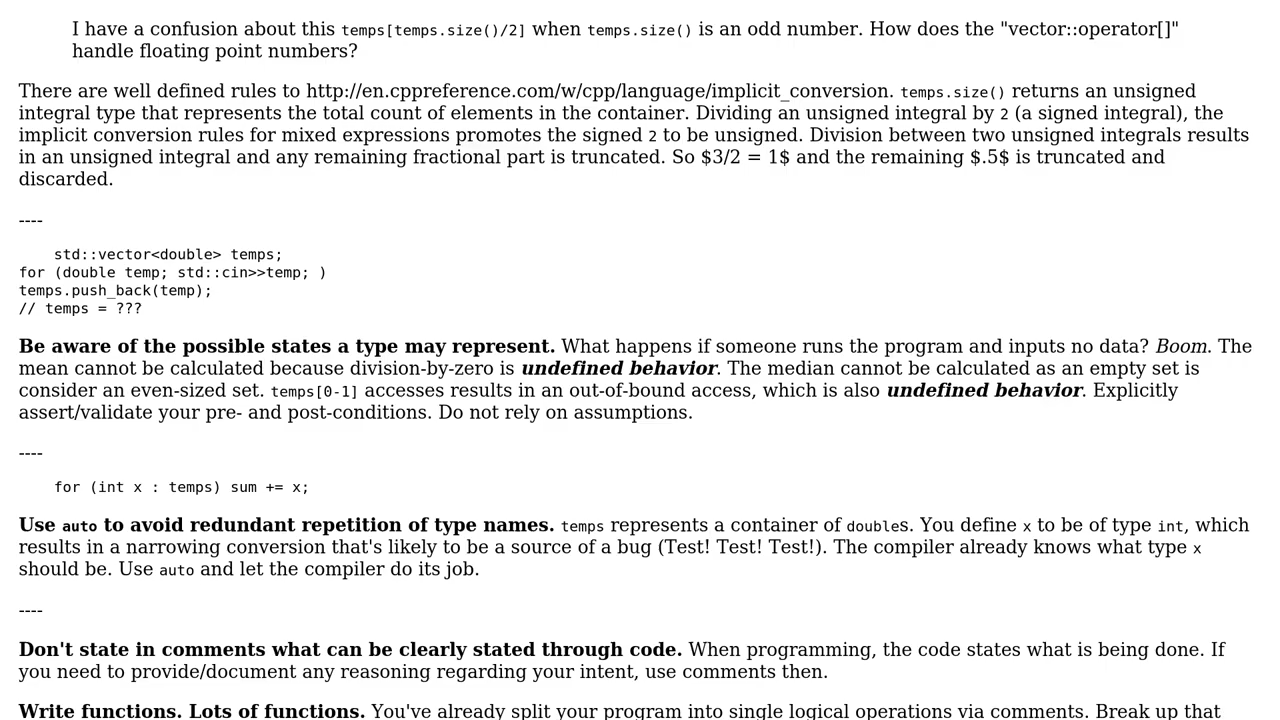 I have a confusion about this temps[temps.size()/2] when temps.size() is an odd number. How does the "vector::operator[]"
handle floating point numbers?
There are well defined rules to http://en.cppreference.com/w/cpp/language/implicit_conversion. temps.size() returns an unsigned
integral type that represents the total count of elements in the container. Dividing an unsigned integral by 2 (a signed integral), the
implicit conversion rules for mixed expressions promotes the signed 2 to be unsigned. Division between two unsigned integrals results
in an unsigned integral and any remaining fractional part is truncated. So $3/2 = 1$ and the remaining $.5$ is truncated and
discarded.
----
std::vector<double> temps;
for (double temp; std::cin>>temp; )
temps.push_back(temp);
// temps = ???
Be aware of the possible states a type may represent. What happens if someone runs the program and inputs no data? Boom. The
mean cannot be calculated because division-by-zero is undefined behavior. The median cannot be calculated as an empty set is
consider an even-sized set. temps[0-1] accesses results in an out-of-bound access, which is also undefined behavior. Explicitly
assert/validate your pre- and post-conditions. Do not rely on assumptions.
----
for (int x : temps) sum += x;
Use auto to avoid redundant repetition of type names. temps represents a container of doubles. You define x to be of type int, which
results in a narrowing conversion that's likely to be a source of a bug (Test! Test! Test!). The compiler already knows what type x
should be. Use auto and let the compiler do its job.
----
Don't state in comments what can be clearly stated through code. When programming, the code states what is being done. If
you need to provide/document any reasoning regarding your intent, use comments then.
Write functions. Lots of functions. You've already split your program into single logical operations via comments. Break up that